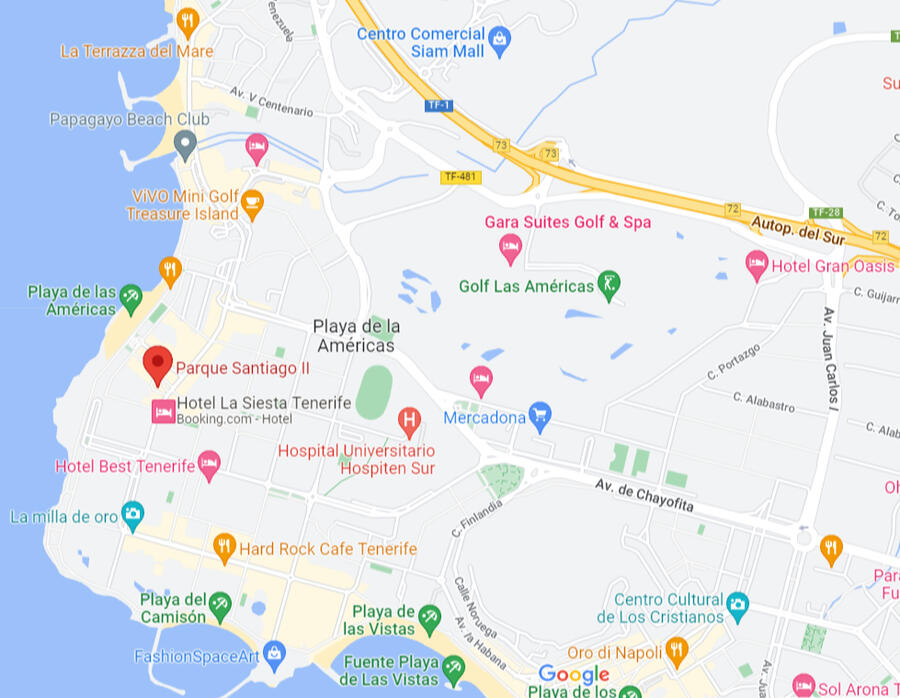 Venezuela
Centro Comercial
Siam Mall
La Terrazza del Mare
Av. V Centenario
TF-1
Papagayo Beach Club
73
73
TF-481
ViVO Mini Golf
Treasure Island
72
TF-28
Autop. del Sur
72
Gara Suites Golf & Spa
Hotel Gran Oasis
Playa de las
Américas
Golf Las Américas
C. Guijarr
Playa de la
Américas
Av. Juan Carlos I
C. Portazgo
Parque Santiago II
Hotel La Siesta Tenerife
Booking.com - Hotel
C. Alabastro
Mercadona
C. Alab
H
Hospital Universitario
Hospiten Sur
Hotel Best Tenerife
Av. de Chayofita
La milla de oro
C. Finlandia
Hard Rock Cafe Tenerife
Calle Noruega
Av. la Habana
Playa del
Camisón
Playa de
las Vistas
Centro Cultural
de Los Cristianos
FashionSpaceArt
Fuente Playa
de Las Vistas
Oro di Napoli
Google
Playa de los
Av. Jua
Sol Arona T
Para
Fu
Su
C. To